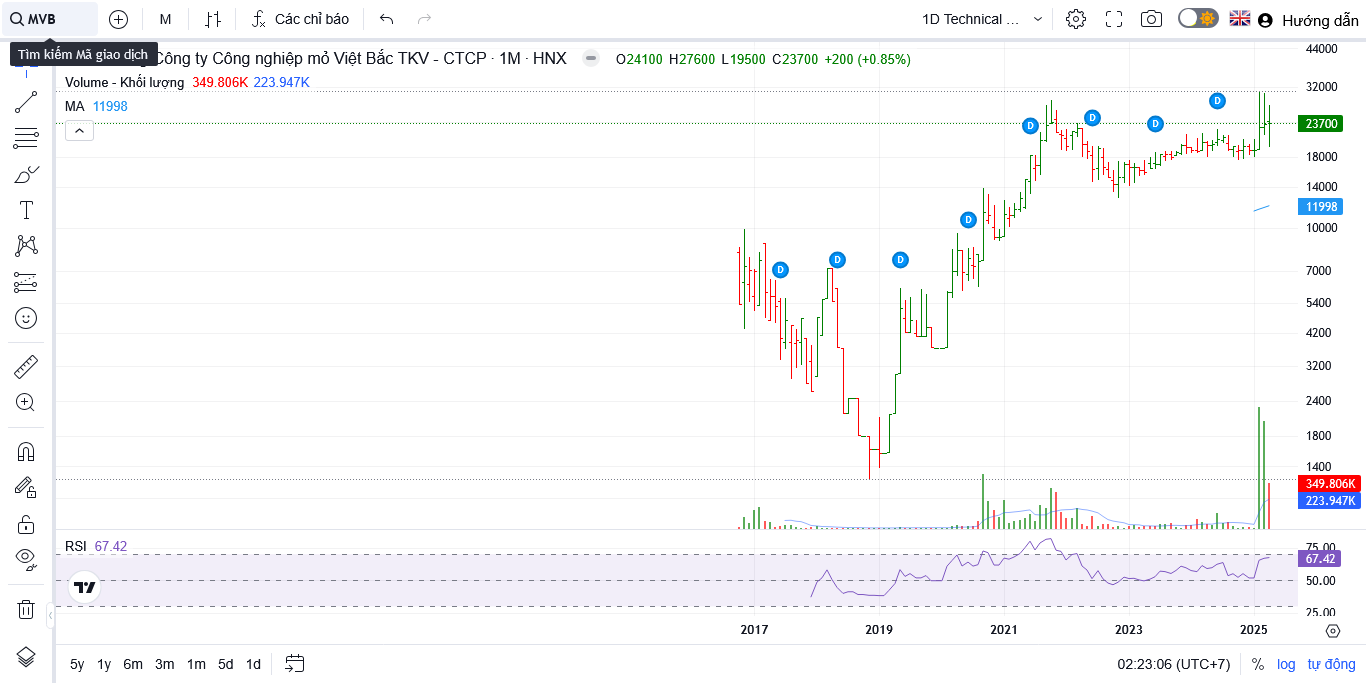 MVB
M
Các chỉ báo
1D Technical ...
Hướng dẫn
Tìm kiếm Mã giao dịch
Công ty Công nghiệp mỏ Việt Bắc TKV - CTCP · 1M · HNX
O24100 H27600 L19500 C23700 +200 (+0.85%)
Volume - Khối lượng 349.806K 223.947K
MA 11998
44000
32000
23700
18000
14000
11998
10000
7000
5400
4200
3200
2400
1800
1400
349.806K
223.947K
D
D
D
D
D
D
D
D
RSI 67.42
75.00
67.42
50.00
25.00
2017
2019
2021
2023
2025
5y 1y 6m 3m 1m 5d 1d
02:23:06 (UTC+7)
% log tự động